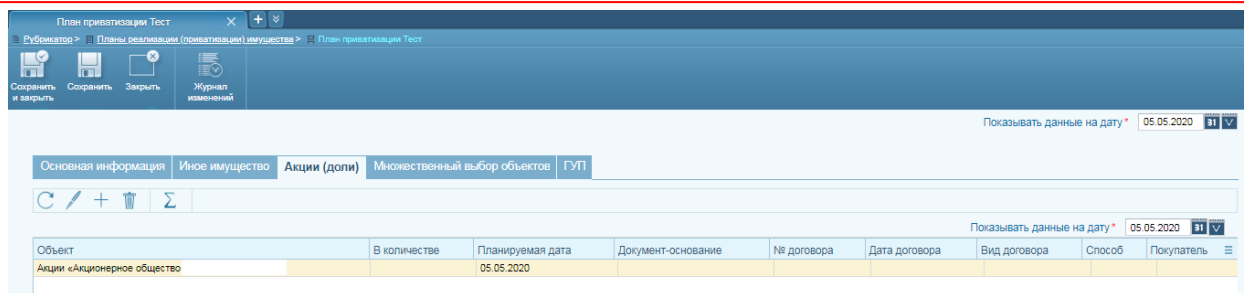 План приватизации Тест
Рубрикатор > Планы реализации (приватизации) имущества > План приватизации Тест
Сохранить и закрыть Сохранить Закрыть Журнал изменений
Показывать данные на дату * 05.05.2020 31
Основная информация Иное имущество Акции (доли) Множественный выбор объектов ГУП
Показывать данные на дату * 05.05.2020 31
Объект В количестве Планируемая дата Документ-основание № договора Дата договора Вид договора Способ Покупатель
Акции «Акционерное общество 05.05.2020